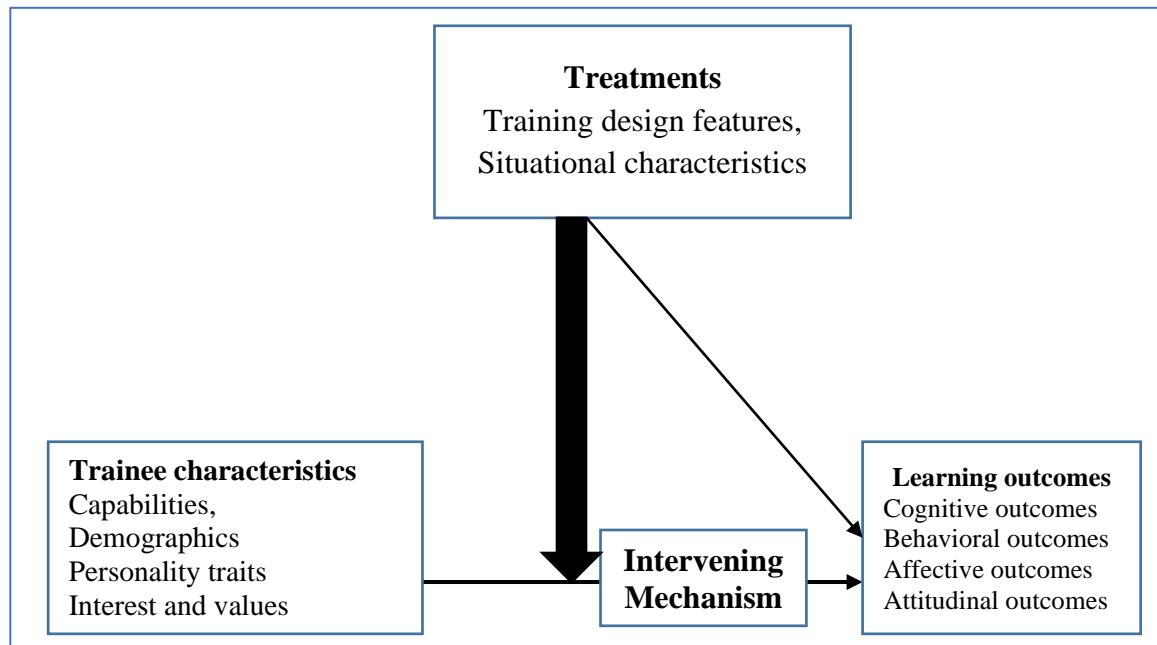 Treatments
Training design features,
Situational characteristics
Trainee characteristics
Capabilities,
Demographics
Personality traits
Interest and values
Intervening
Mechanism
Learning outcomes
Cognitive outcomes
Behavioral outcomes
Affective outcomes
Attitudinal outcomes